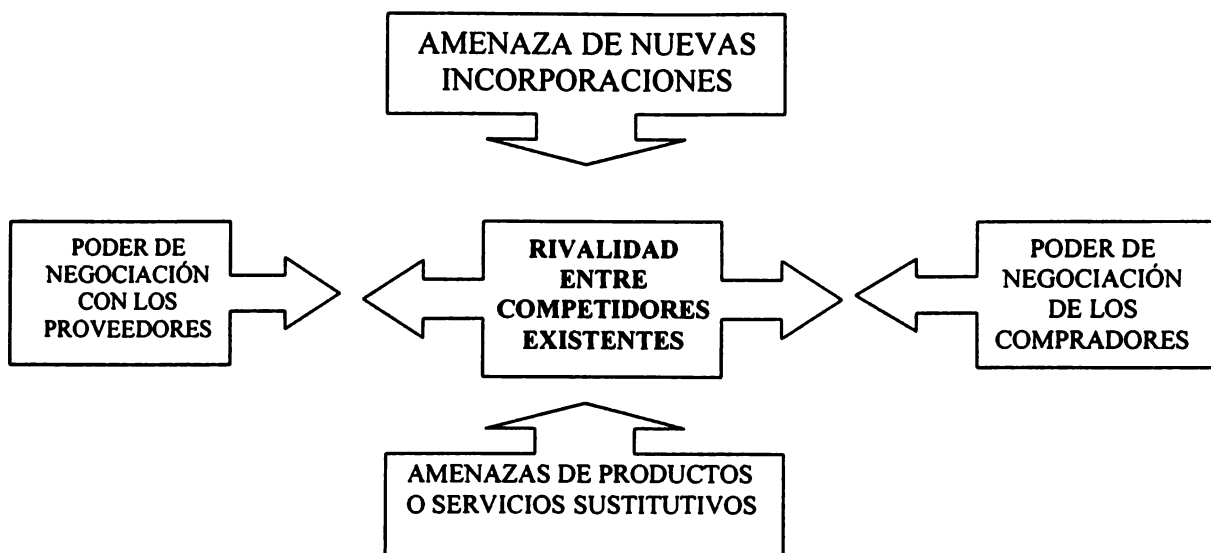 AMENAZA DE NUEVAS
INCORPORACIONES
PODER DE
NEGOCIACIÓN
CON LOS
PROVEEDORES
RIVALIDAD
ENTRE
COMPETIDORES
EXISTENTES
PODER DE
NEGOCIACIÓN
DE LOS
COMPRADORES
AMENAZAS DE PRODUCTOS
O SERVICIOS SUSTITUTIVOS